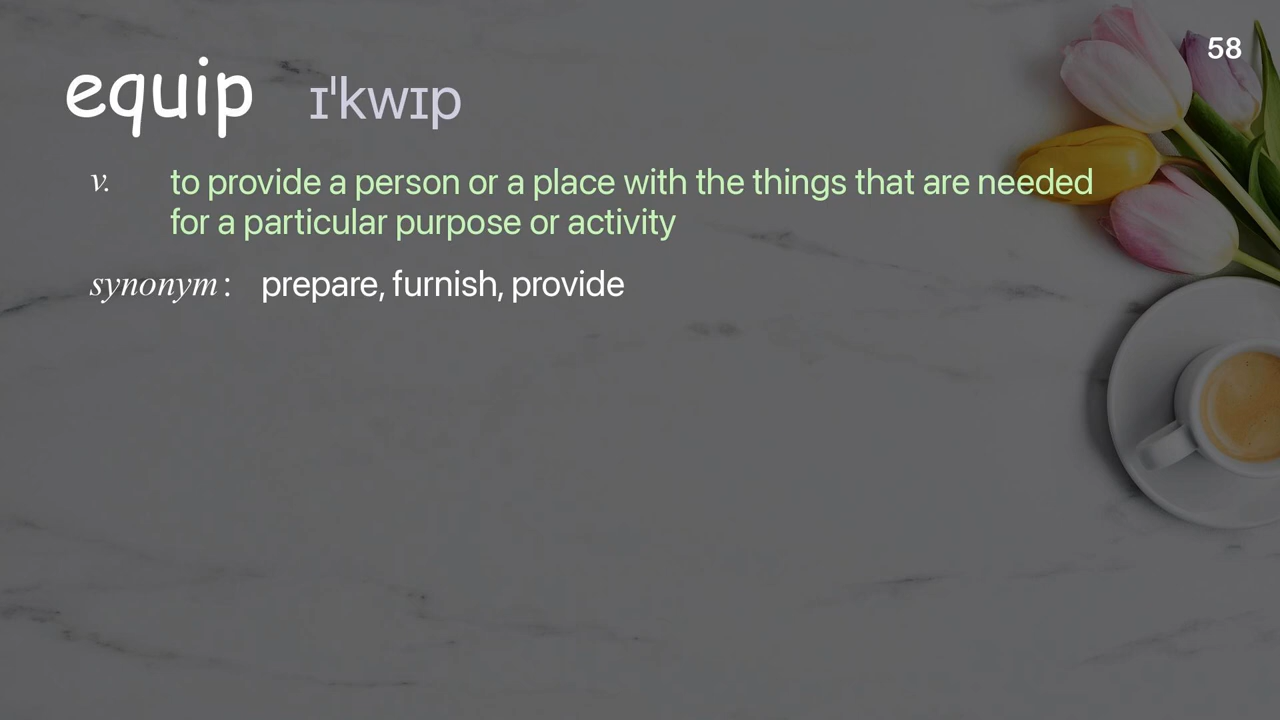 58
equip ɪˈkwɪp
v. to provide a person or a place with the things that are needed
for a particular purpose or activity
synonym : prepare, furnish, provide